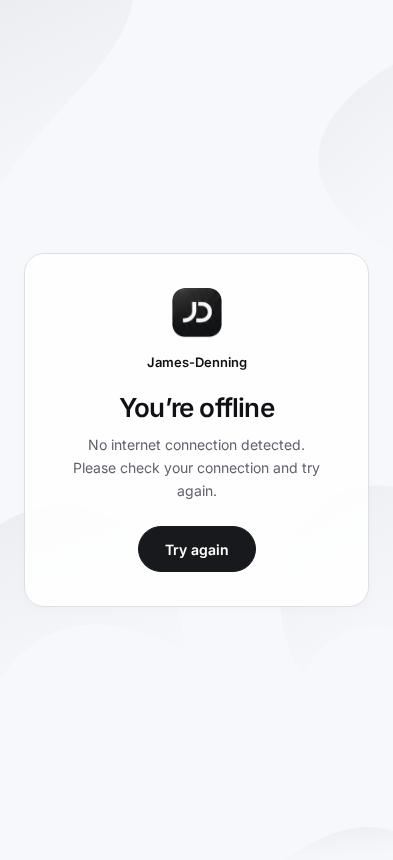 JD
James-Denning
You’re offline
No internet connection detected.
Please check your connection and try
again.
Try again